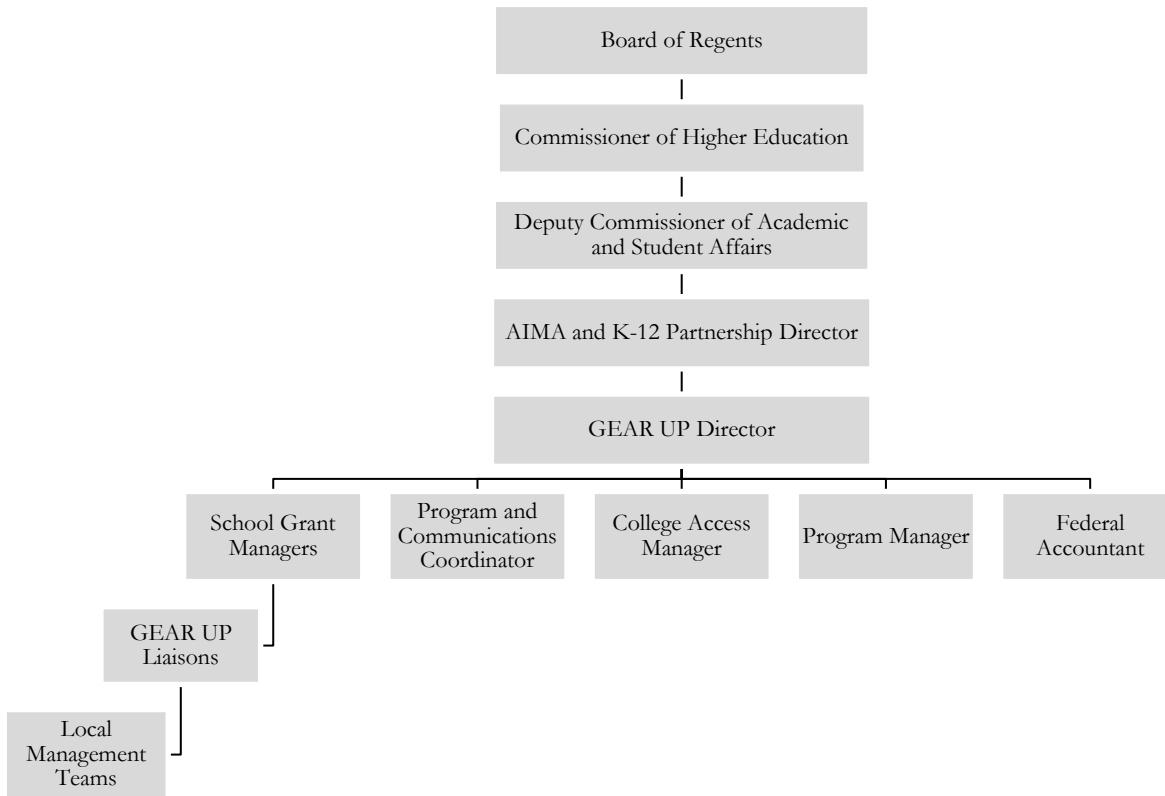 Board of Regents
Commissioner of Higher Education
Deputy Commissioner of Academic
and Student Affairs
AIMA and K-12 Partnership Director
GEAR UP Director
School Grant
Managers
Program and
Communications
Coordinator
College Access
Manager
Program Manager
Federal
Accountant
GEAR UP
Liaisons
Local
Management
Teams